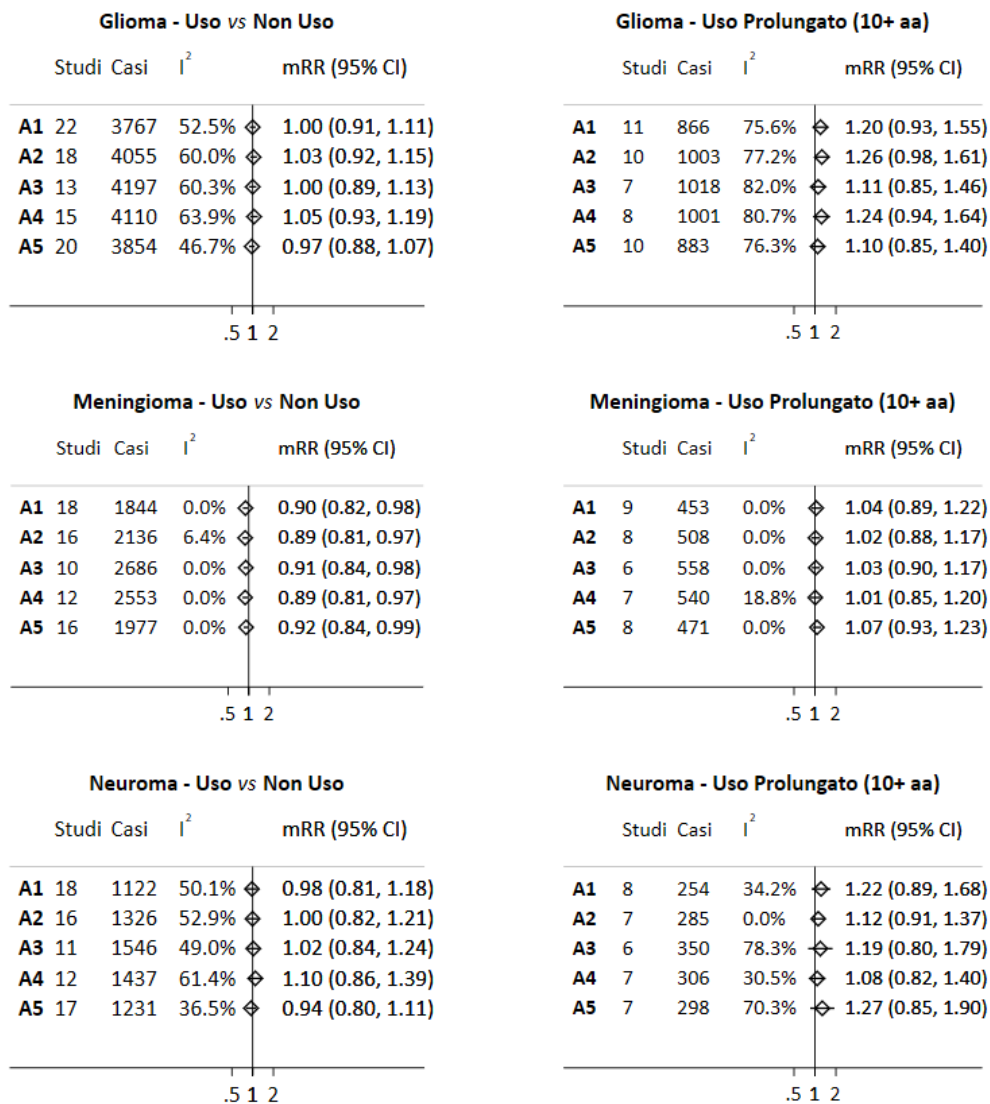 Glioma - Uso vs Non Uso
Studi Casi I² mRR (95% CI)
A1 22 3767 52.5% 1.00 (0.91, 1.11)
A2 18 4055 60.0% 1.03 (0.92, 1.15)
A3 13 4197 60.3% 1.00 (0.89, 1.13)
A4 15 4110 63.9% 1.05 (0.93, 1.19)
A5 20 3854 46.7% 0.97 (0.88, 1.07)
.5 1 2
Glioma - Uso Prolungato (10+ aa)
Studi Casi I² mRR (95% CI)
A1 11 866 75.6% 1.20 (0.93, 1.55)
A2 10 1003 77.2% 1.26 (0.98, 1.61)
A3 7 1018 82.0% 1.11 (0.85, 1.46)
A4 8 1001 80.7% 1.24 (0.94, 1.64)
A5 10 883 76.3% 1.10 (0.85, 1.40)
.5 1 2
Meningioma - Uso vs Non Uso
Studi Casi I² mRR (95% CI)
A1 18 1844 0.0% 0.90 (0.82, 0.98)
A2 16 2136 6.4% 0.89 (0.81, 0.97)
A3 10 2686 0.0% 0.91 (0.84, 0.98)
A4 12 2553 0.0% 0.89 (0.81, 0.97)
A5 16 1977 0.0% 0.92 (0.84, 0.99)
.5 1 2
Meningioma - Uso Prolungato (10+ aa)
Studi Casi I² mRR (95% CI)
A1 9 453 0.0% 1.04 (0.89, 1.22)
A2 8 508 0.0% 1.02 (0.88, 1.17)
A3 6 558 0.0% 1.03 (0.90, 1.17)
A4 7 540 18.8% 1.01 (0.85, 1.20)
A5 8 471 0.0% 1.07 (0.93, 1.23)
.5 1 2
Neuroma - Uso vs Non Uso
Studi Casi I² mRR (95% CI)
A1 18 1122 50.1% 0.98 (0.81, 1.18)
A2 16 1326 52.9% 1.00 (0.82, 1.21)
A3 11 1546 49.0% 1.02 (0.84, 1.24)
A4 12 1437 61.4% 1.10 (0.86, 1.39)
A5 17 1231 36.5% 0.94 (0.80, 1.11)
.5 1 2
Neuroma - Uso Prolungato (10+ aa)
Studi Casi I² mRR (95% CI)
A1 8 254 34.2% 1.22 (0.89, 1.68)
A2 7 285 0.0% 1.12 (0.91, 1.37)
A3 6 350 78.3% 1.19 (0.80, 1.79)
A4 7 306 30.5% 1.08 (0.82, 1.40)
A5 7 298 70.3% 1.27 (0.85, 1.90)
.5 1 2